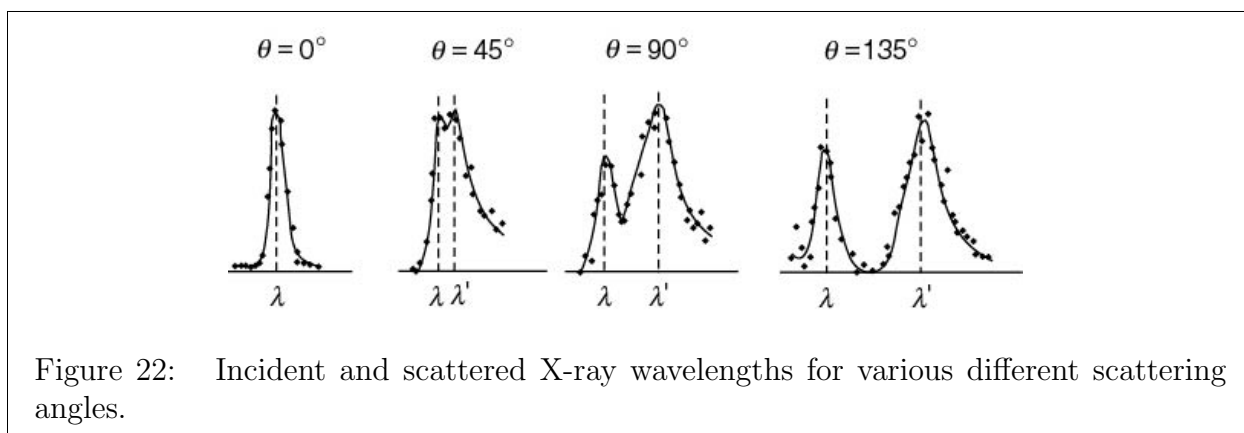 θ = 0° θ = 45° θ = 90° θ = 135°
λ λ λ' λ λ' λ λ'
Figure 22: Incident and scattered X-ray wavelengths for various different scattering
angles.